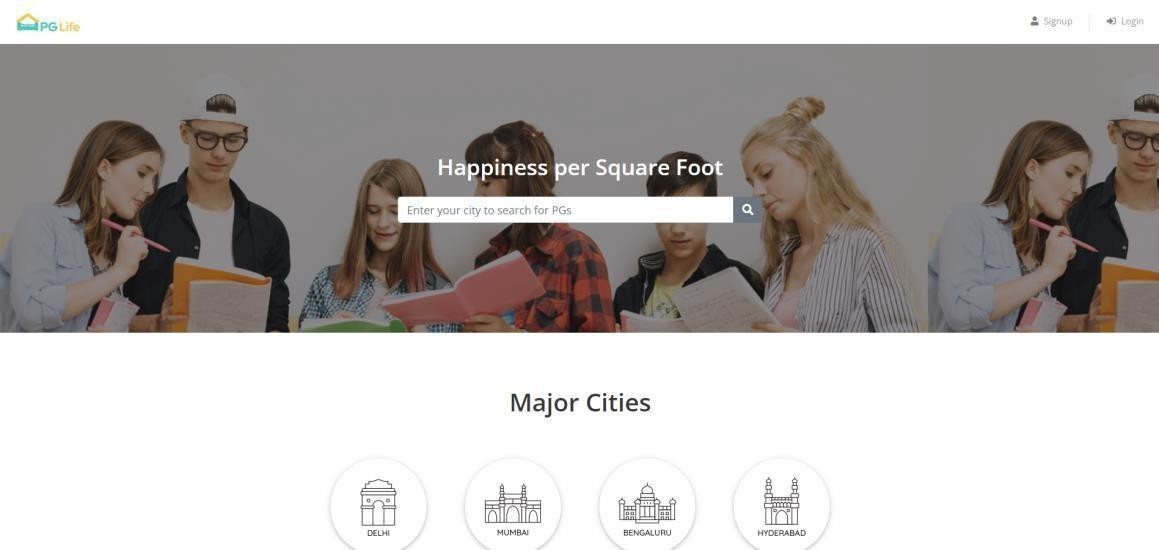 PG Life
Signup
Login
Happiness per Square Foot
Enter your city to search for PGs
Major Cities
DELHI
MUMBAI
BENGALURU
HYDERABAD